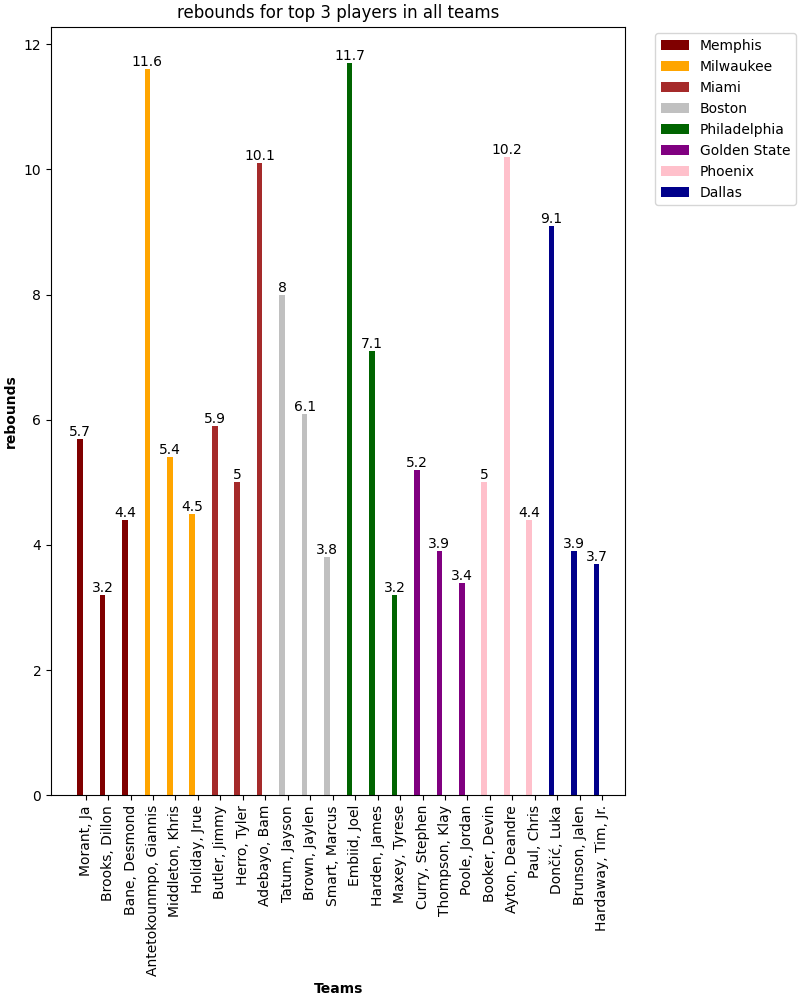 rebounds for top 3 players in all teams
rebounds
12
10
8
6
4
2
0
5.7
3.2
4.4
11.6
5.4
4.5
5.9
5
10.1
8
6.1
3.8
11.7
7.1
3.2
5.2
3.9
3.4
5
10.2
4.4
9.1
3.9
3.7
Morant, Ja
Brooks, Dillon
Bane, Desmond
Antetokounmpo, Giannis
Middleton, Khris
Holiday, Jrue
Butler, Jimmy
Herro, Tyler
Adebayo, Bam
Tatum, Jayson
Brown, Jaylen
Smart, Marcus
Embiid, Joel
Harden, James
Maxey, Tyrese
Curry, Stephen
Thompson, Klay
Poole, Jordan
Booker, Devin
Ayton, Deandre
Paul, Chris
Dončić, Luka
Brunson, Jalen
Hardaway, Tim, Jr.
Teams
Memphis
Milwaukee
Miami
Boston
Philadelphia
Golden State
Phoenix
Dallas